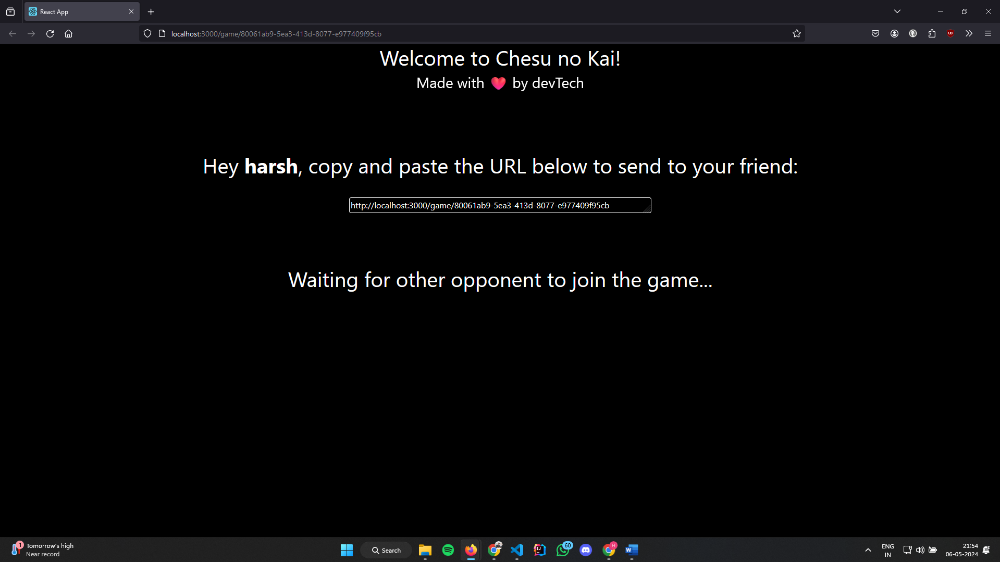 React App
localhost:3000/game/80061ab9-5ea3-413d-8077-e977409f95cb
Welcome to Chesu no Kai!
Made with ❤️ by devTech
Hey harsh, copy and paste the URL below to send to your friend:
http://localhost:3000/game/80061ab9-5ea3-413d-8077-e977409f95cb
Waiting for other opponent to join the game...
1
Tomorrow's high
Near record
Search
60
H
ENG
IN
21:54
06-05-2024